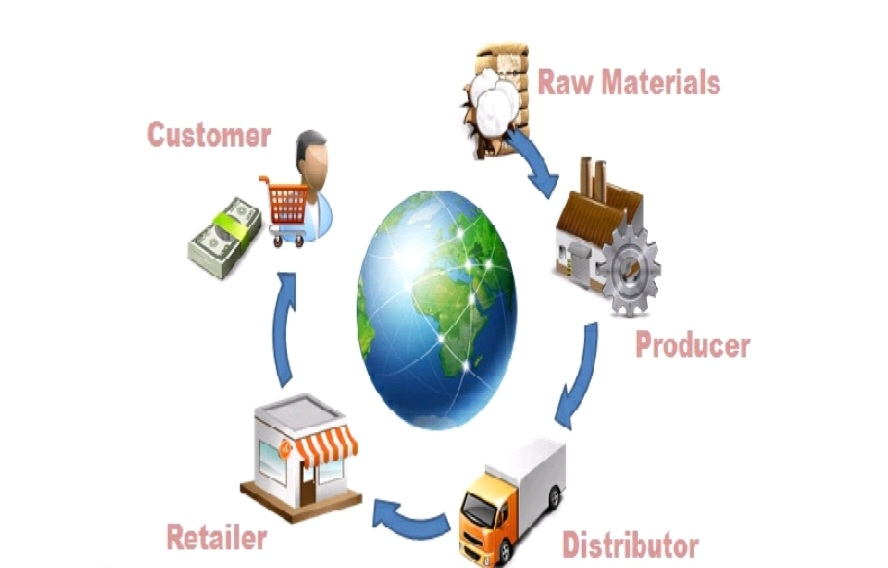 Raw Materials
Customer
Producer
Retailer
Distributor